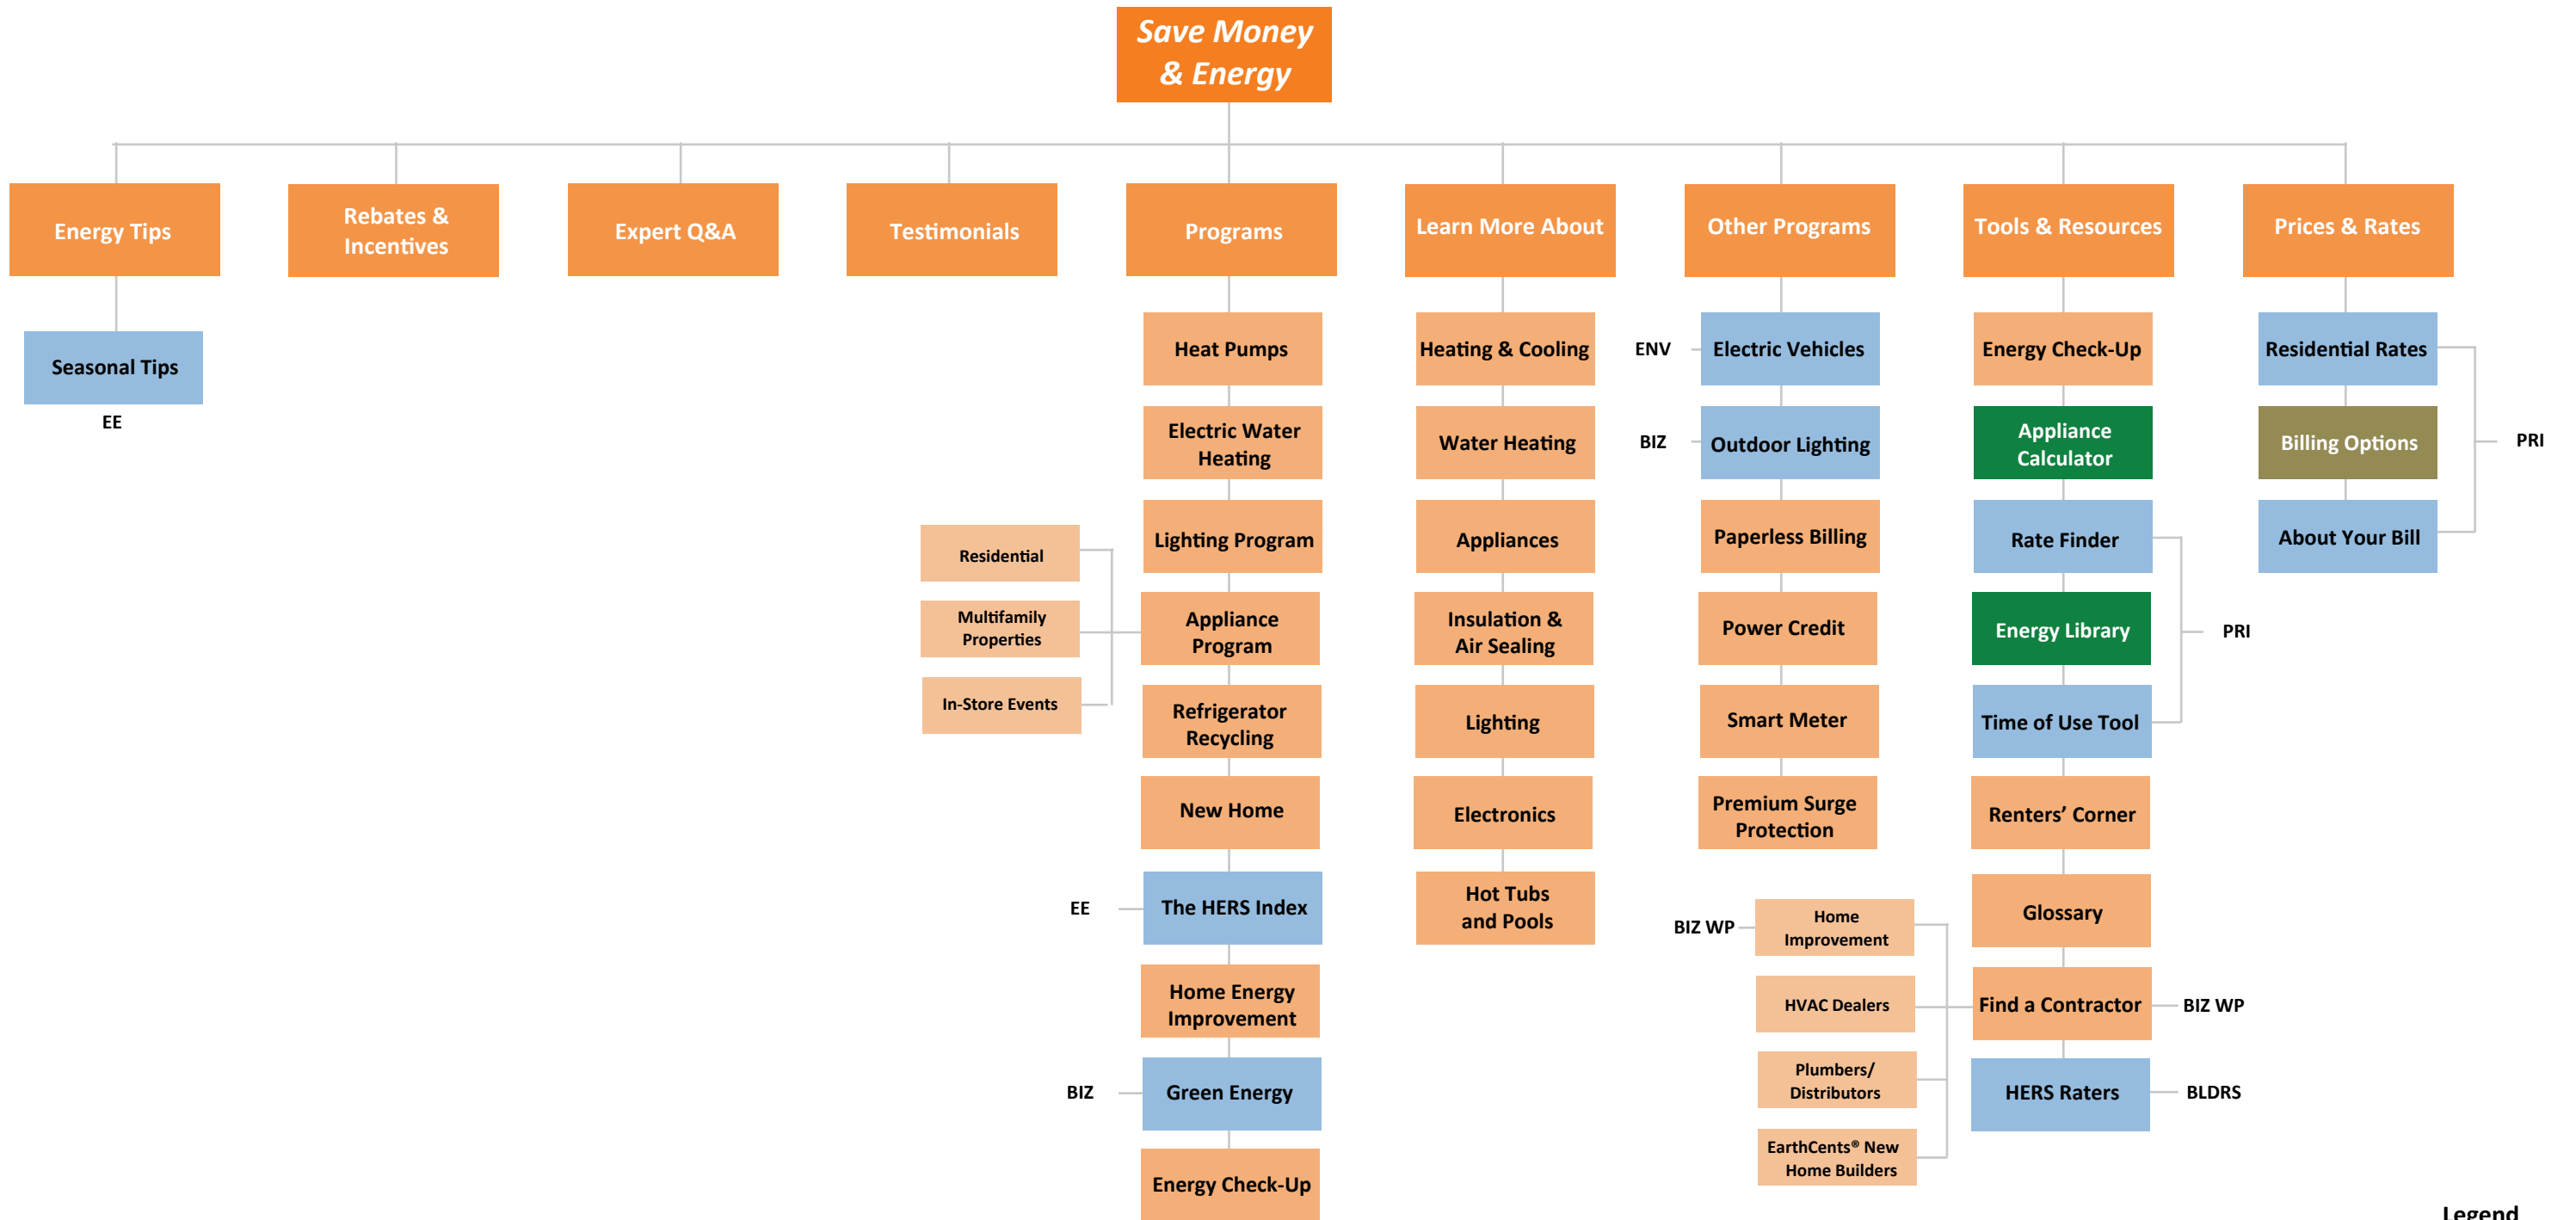 Save Money
& Energy
Energy Tips
Rebates &
Incentives
Expert Q&A
Testimonials
Programs
Learn More About
Other Programs
Tools & Resources
Prices & Rates
Seasonal Tips
EE
Heat Pumps
Electric Water
Heating
Lighting Program
Appliance
Program
Residential
Multifamily
Properties
In-Store Events
Refrigerator
Recycling
New Home
EE
The HERS Index
Home Energy
Improvement
BIZ
Green Energy
Energy Check-Up
Heating & Cooling
Water Heating
Appliances
Insulation &
Air Sealing
Lighting
Electronics
Hot Tubs
and Pools
ENV
Electric Vehicles
BIZ
Outdoor Lighting
Paperless Billing
Power Credit
Smart Meter
Premium Surge
Protection
Energy Check-Up
Appliance
Calculator
Rate Finder
Energy Library
PRI
Time of Use Tool
Renters’ Corner
Glossary
Find a Contractor
BIZ WP
BIZ WP
Home
Improvement
HVAC Dealers
Plumbers/
Distributors
EarthCents® New
Home Builders
HERS Raters
BLDRS
Residential Rates
Billing Options
PRI
About Your Bill
Legend